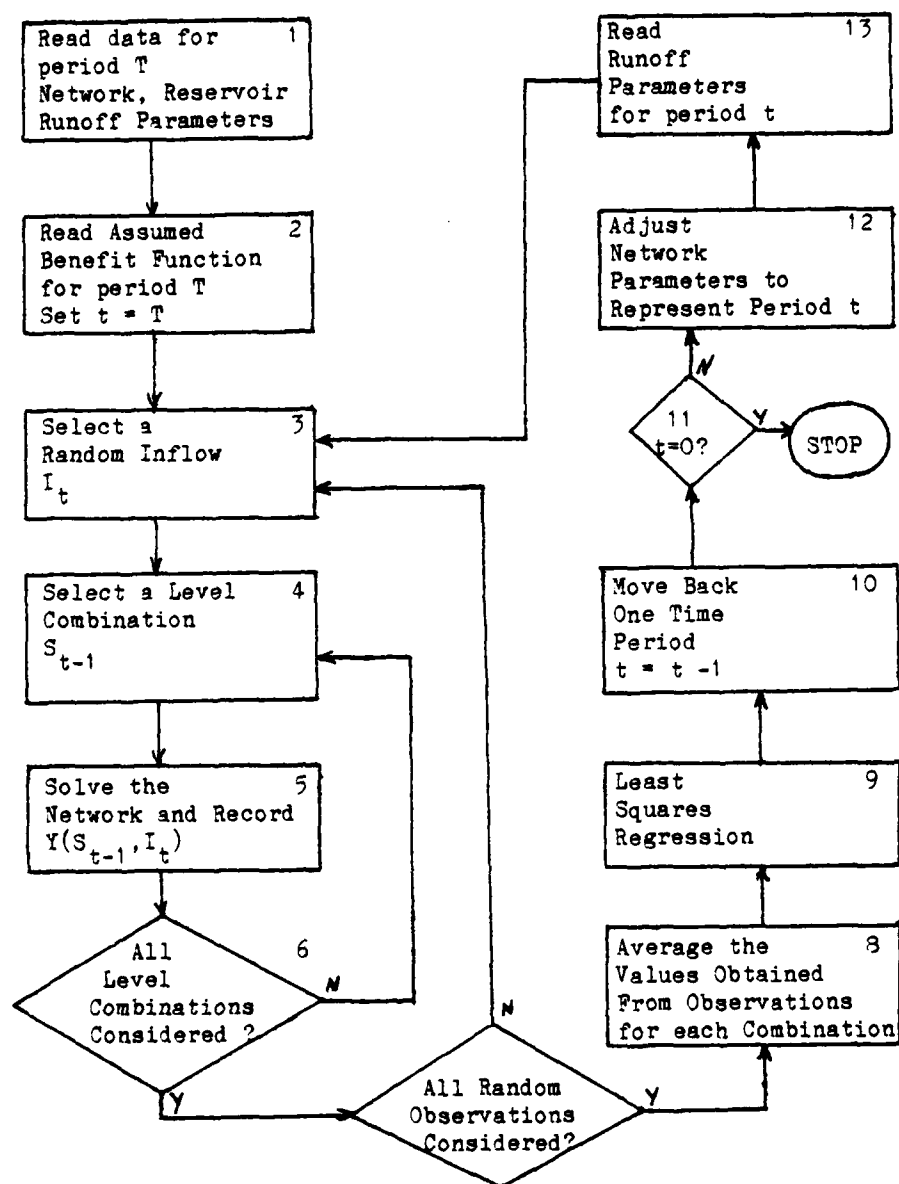 Read data for 1
period T
Network, Reservoir
Runoff Parameters
Read Assumed 2
Benefit Function
for period T
Set t = T
Select a 3
Random Inflow
I_t
Select a Level 4
Combination
S_t-1
Solve the 5
Network and Record
Y(S_t-1,I_t)
6
All
Level
Combinations
Considered ?
N
Y
All Random
Observations
Considered?
N
Y
Average the 8
Values Obtained
From Observations
for each Combination
Least 9
Squares
Regression
Move Back 10
One Time
Period
t = t -1
11
t=0?
N
Y
STOP
Adjust 12
Network
Parameters to
Represent Period t
Read 13
Runoff
Parameters
for period t